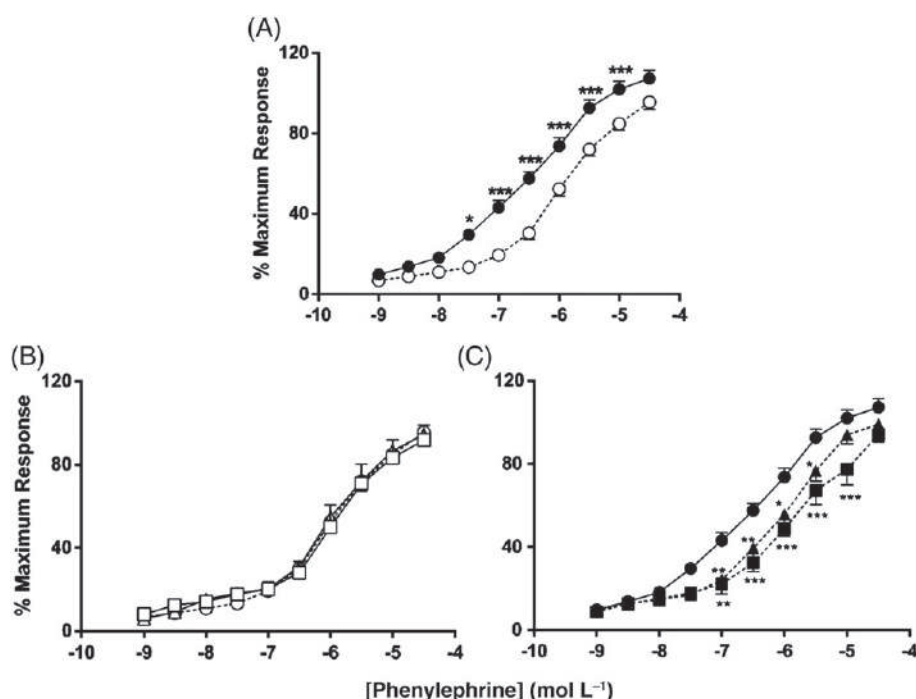 (A)
120
80
40
0
% Maximum Response
* *** *** *** *** *** ***
-10 -9 -8 -7 -6 -5 -4
(B)
120
80
40
0
% Maximum Response
-10 -9 -8 -7 -6 -5 -4
(C)
120
80
40
0
** ** * *
** *** *** *** ***
-10 -9 -8 -7 -6 -5 -4
[Phenylephrine] (mol L⁻¹)